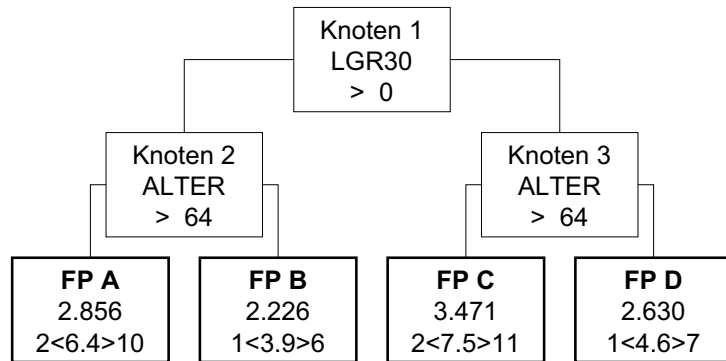 Knoten 1
LGR30
> 0
Knoten 2
ALTER
> 64
Knoten 3
ALTER
> 64
FP A
2.856
2<6.4>10
FP B
2.226
1<3.9>6
FP C
3.471
2<7.5>11
FP D
2.630
1<4.6>7